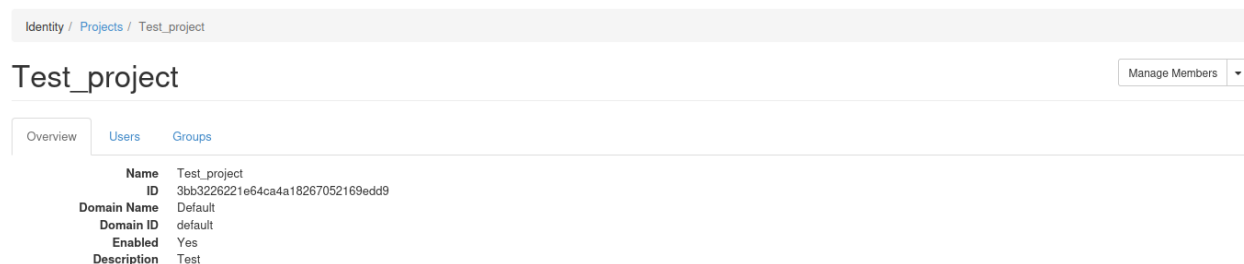 Identity / Projects / Test_project
Test_project
Manage Members
Overview Users Groups
Name Test_project
ID 3bb3226221e64ca4a18267052169edd9
Domain Name Default
Domain ID default
Enabled Yes
Description Test